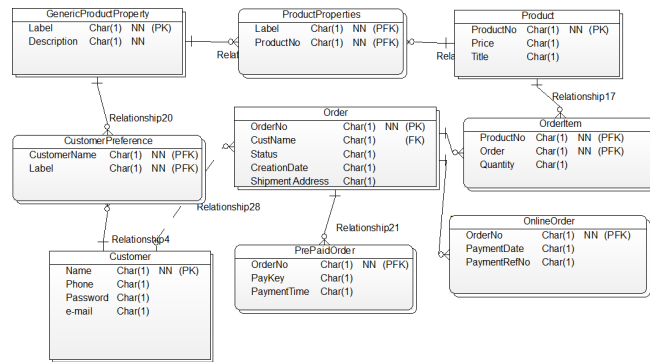 GenericProductProperty
Label Char(1) NN (PK)
Description Char(1) NN
ProductProperties
Label Char(1) NN (PFK)
ProductNo Char(1) NN (PFK)
Product
ProductNo Char(1) NN (PK)
Price Char(1)
Title Char(1)
Relat
Rela
Relationship20
Relationship17
CustomerPreference
CustomerName Char(1) NN (PFK)
Label Char(1) NN (PFK)
Order
OrderNo Char(1) NN (PK)
CustName Char(1) (FK)
Status Char(1)
CreationDate Char(1)
Shipment Address Char(1)
OrderItem
ProductNo Char(1) NN (PFK)
Order Char(1) NN (PFK)
Quantity Char(1)
Relationship28
Relationship21
Relationship4
Customer
Name Char(1) NN (PK)
Phone Char(1)
Password Char(1)
e-mail Char(1)
PrePaidOrder
OrderNo Char(1) NN (PFK)
PayKey Char(1)
PaymentTime Char(1)
OnlineOrder
OrderNo Char(1) NN (PFK)
PaymentDate Char(1)
PaymentRefNo Char(1)